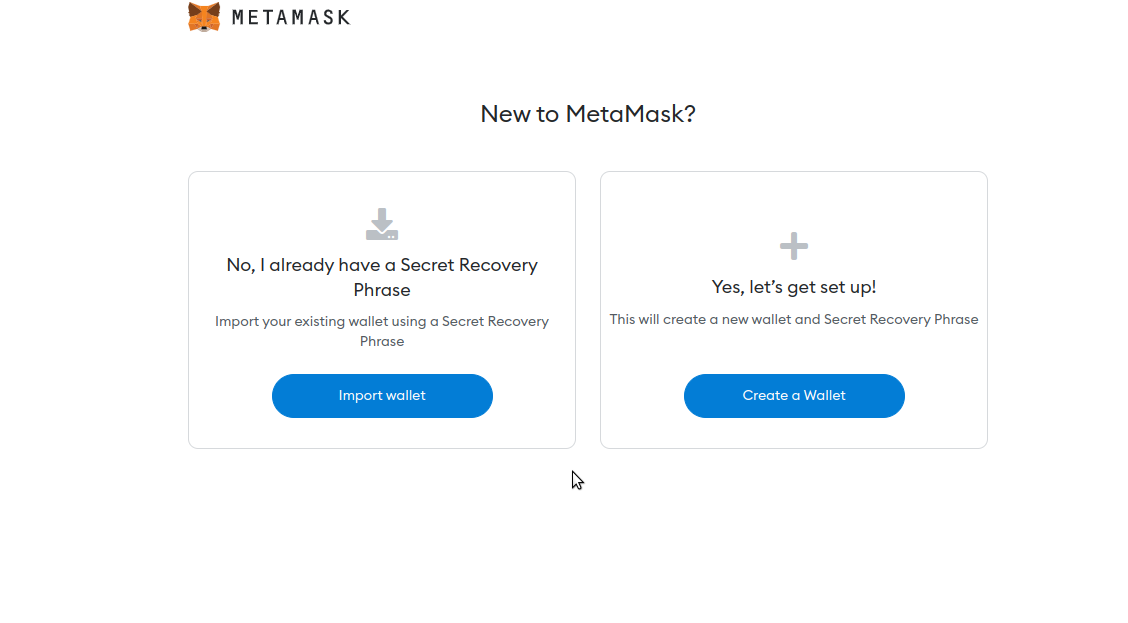 METAMASK
New to MetaMask?
No, I already have a Secret Recovery
Phrase
Import your existing wallet using a Secret Recovery
Phrase
Import wallet
Yes, let’s get set up!
This will create a new wallet and Secret Recovery Phrase
Create a Wallet